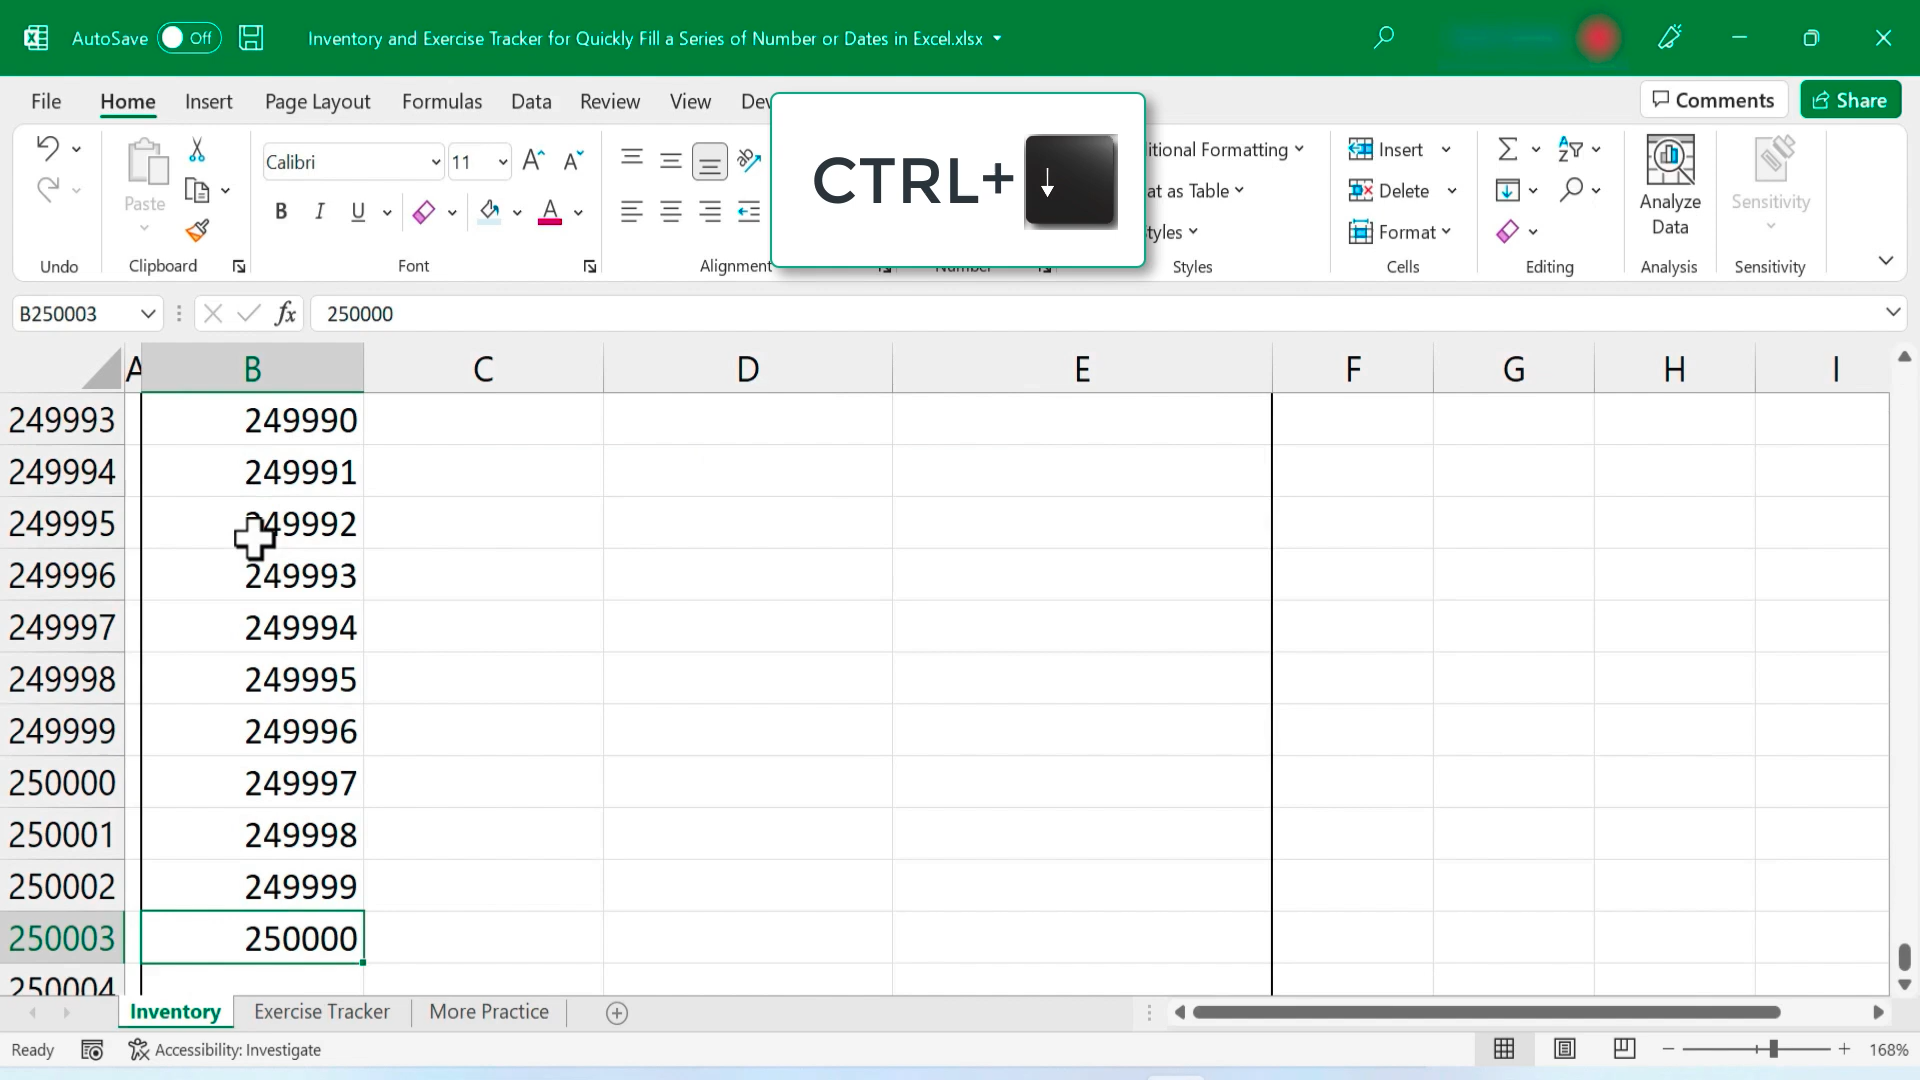 AutoSave Off Inventory and Exercise Tracker for Quickly Fill a Series of Number or Dates in Excel.xlsx
File Home Insert Page Layout Formulas Data Review View Dev Comments Share
CTRL+ ↓
Calibri 11 A A itional Formatting Insert
Paste at as Table Delete Analyze Data Sensitivity
B I U A tyles Format
Undo Clipboard Font Alignment Styles Cells Editing Analysis Sensitivity
B250003 fx 250000
A B C D E F G H I
249993 249990
249994 249991
249995 249992
249996 249993
249997 249994
249998 249995
249999 249996
250000 249997
250001 249998
250002 249999
250003 250000
250004
Inventory Exercise Tracker More Practice
Ready Accessibility: Investigate 168%